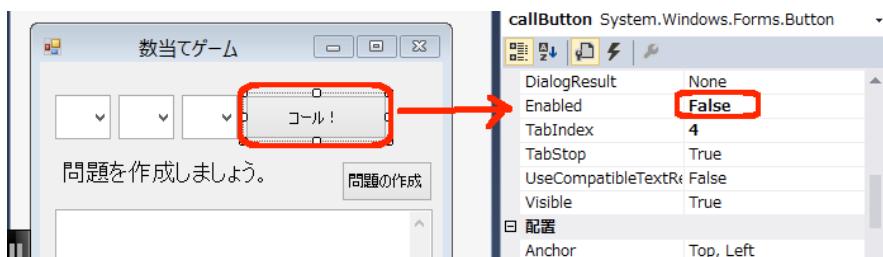 callButton System.Windows.Forms.Button
数当てゲーム
DialogResult None
Enabled False
コール！
TabIndex 4
TabStop True
問題を作成しましょう。
問題の作成
UseCompatibleTextRe False
Visible True
配置
Anchor Top, Left